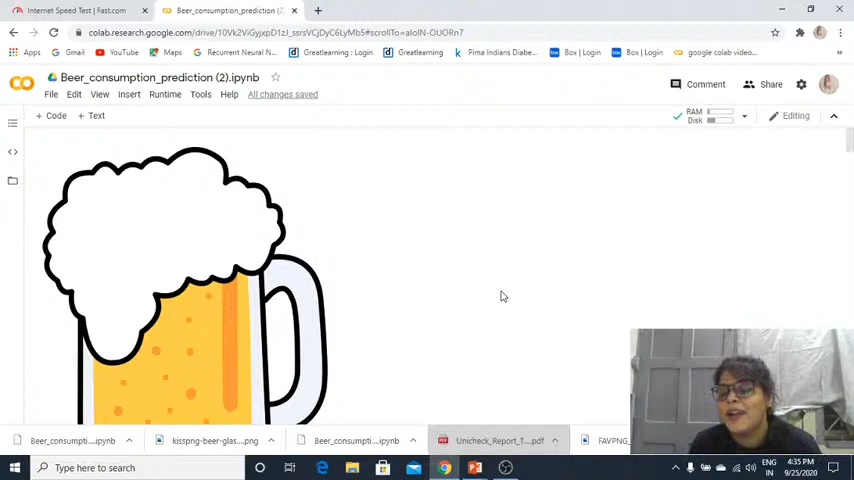 Internet Speed Test | Fast.com
Beer_consumption_prediction (2).
colab.research.google.com/drive/10Vk2ViGyjxpD1zJ_ssrsVCjDyC6LyMb5#scrollTo=aIoIN-OUORn7
Apps Gmail YouTube Maps Recurrent Neural N... Greatlearning : Login Greatlearning Pima Indians Diabe... Box | Login Box | Login google colab video...
Beer_consumption_prediction (2).ipynb
Comment Share
File Edit View Insert Runtime Tools Help All changes saved
+ Code + Text
RAM
Disk
Editing
Beer_consumpti....ipynb kisspng-beer-glas....png Beer_consumpti....ipynb PDF Unicheck_Report_T....pdf FAVPNG_
Type here to search
ENG
IN
4:35 PM
9/25/2020